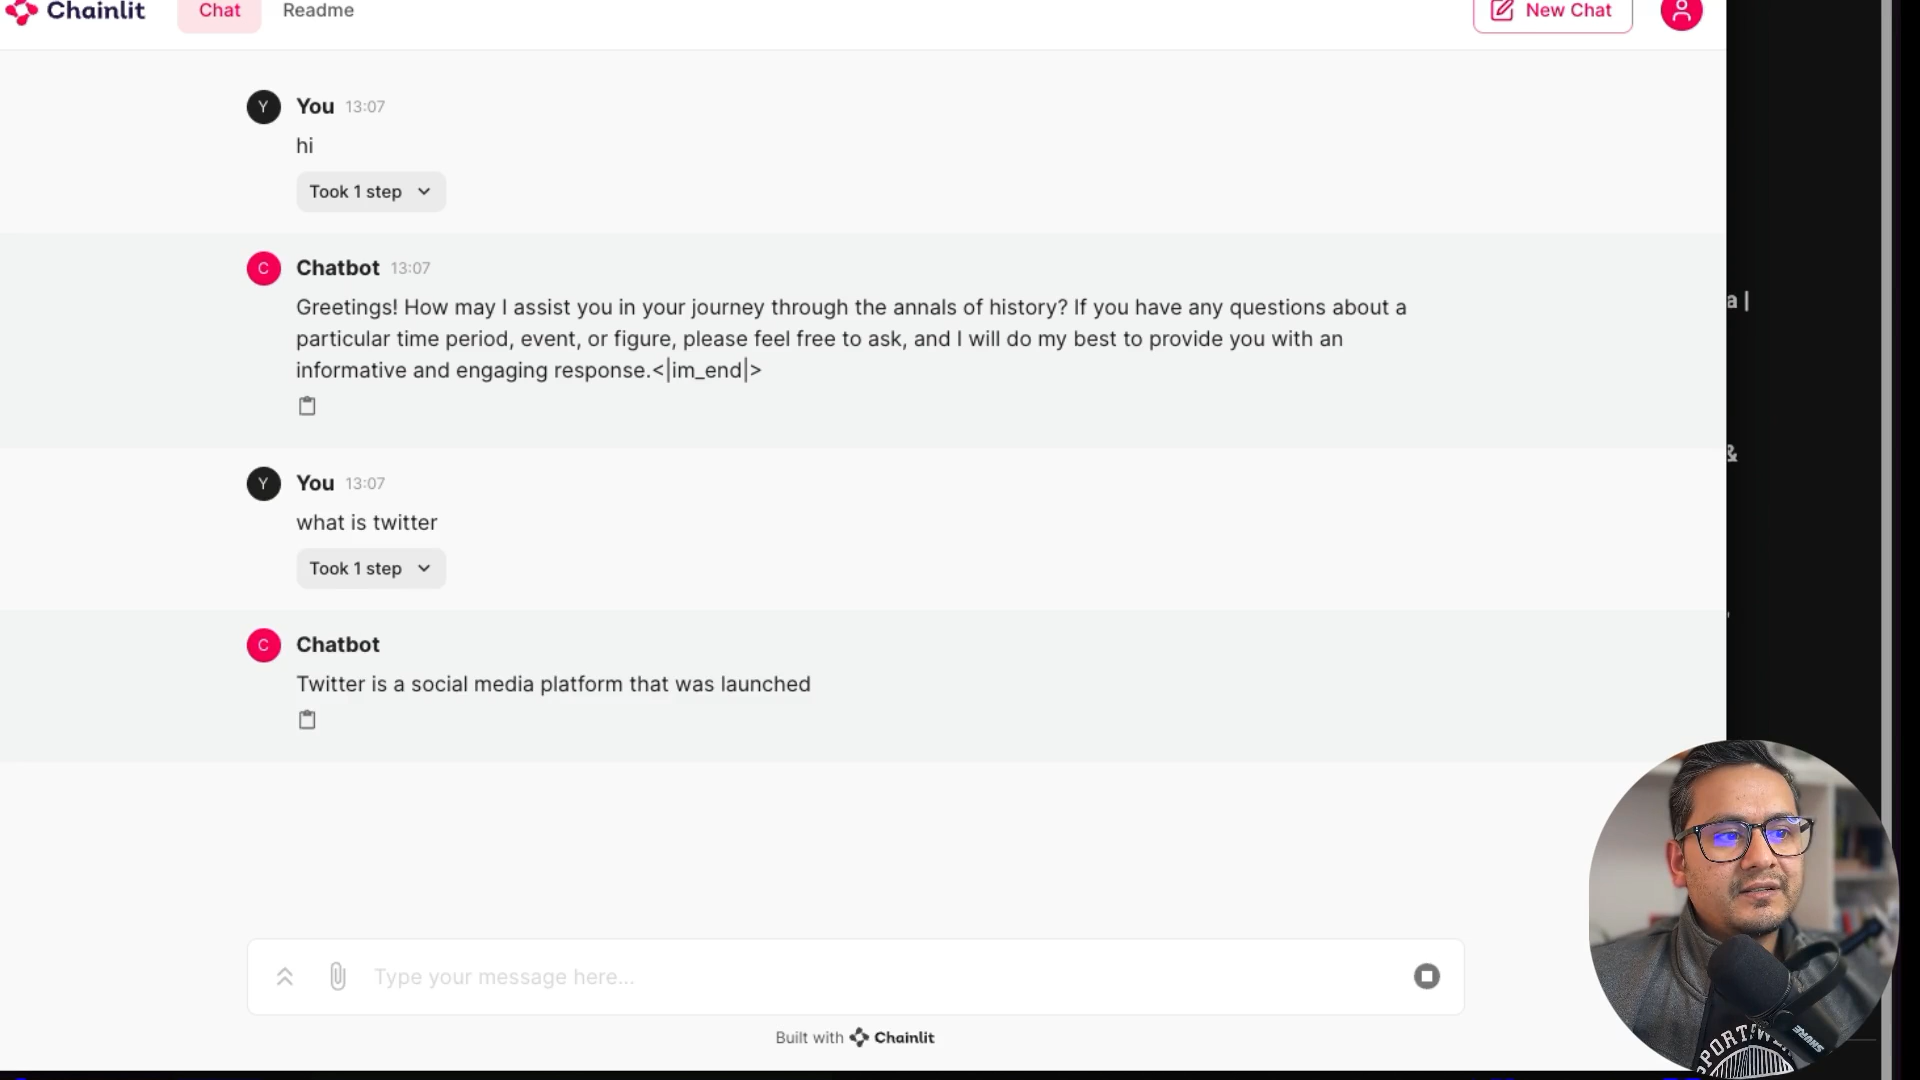 Chainlit Chat Readme New Chat
Y You 13:07
hi
Took 1 step
C Chatbot 13:07
Greetings! How may I assist you in your journey through the annals of history? If you have any questions about a
particular time period, event, or figure, please feel free to ask, and I will do my best to provide you with an
informative and engaging response.<|im_end|>
Y You 13:07
what is twitter
Took 1 step
C Chatbot
Twitter is a social media platform that was launched
Type your message here...
Built with Chainlit
a |
&
SHURE